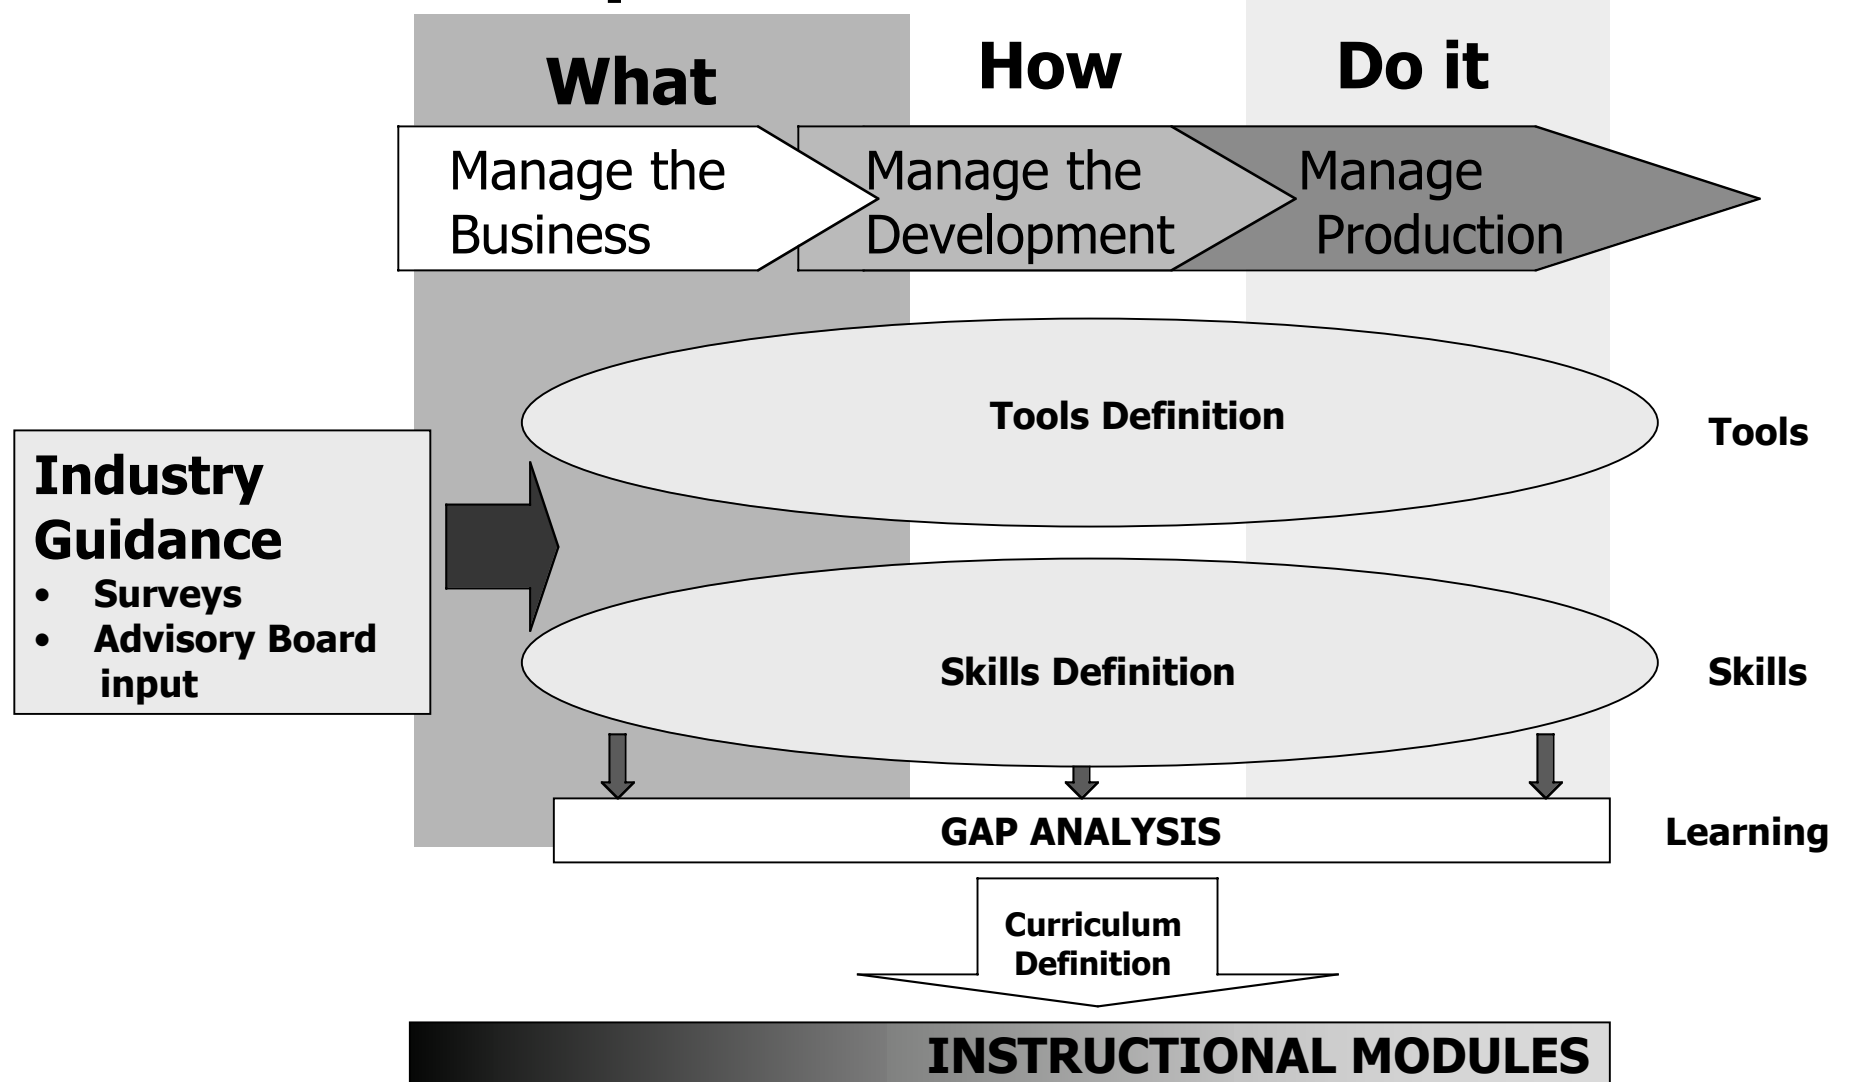 What
How
Do it
Manage the
Business
Manage the
Development
Manage
Production
Tools Definition
Tools
Industry
Guidance
• Surveys
• Advisory Board
input
Skills Definition
Skills
GAP ANALYSIS
Learning
Curriculum
Definition
INSTRUCTIONAL MODULES